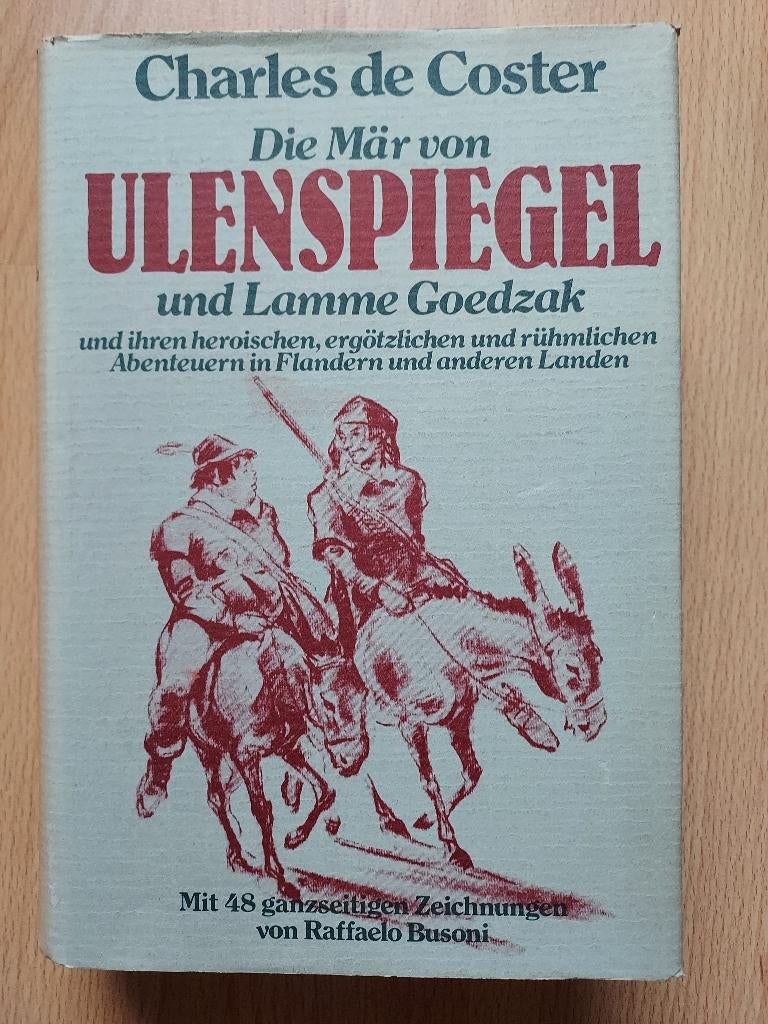 Charles de Coster
Die Mär von
ULENSPIEGEL
und Lamme Goedzak
und ihren heroischen, ergötzlichen und rühmlichen
Abenteuern in Flandern und anderen Landen
Mit 48 ganzseitigen Zeichnungen
von Raffaelo Busoni